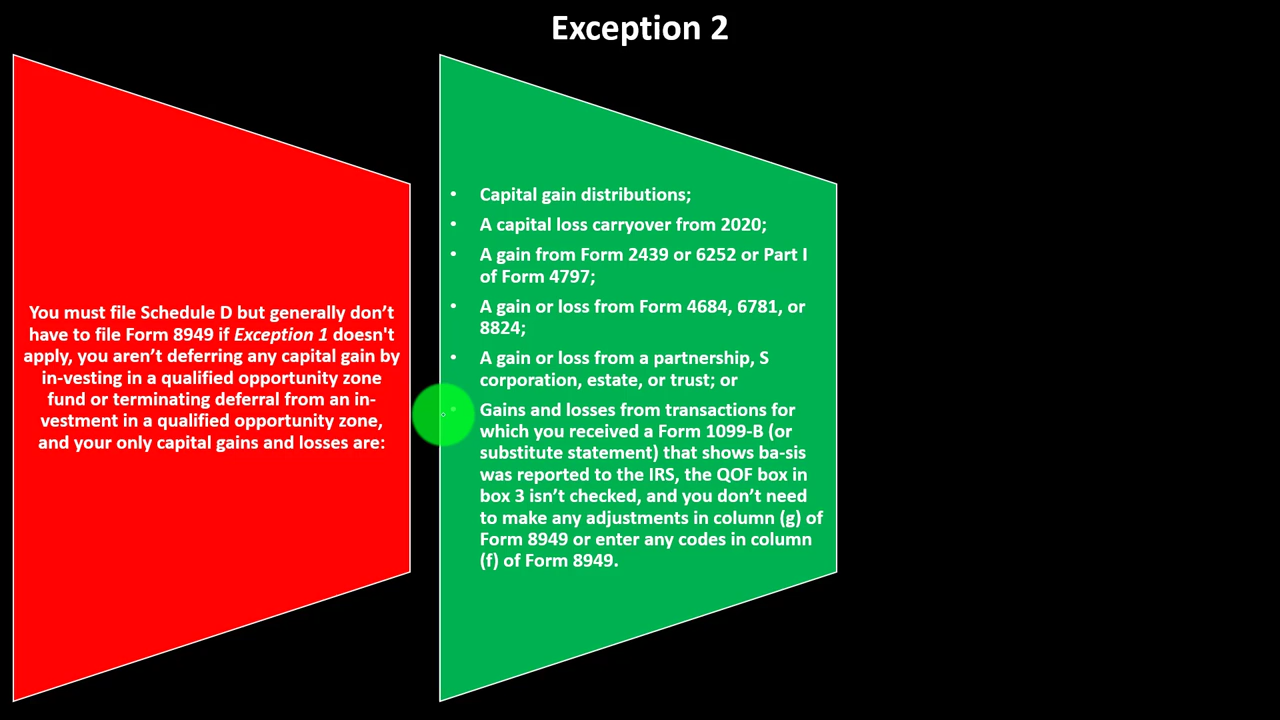 Exception 2
You must file Schedule D but generally don’t
have to file Form 8949 if Exception 1 doesn't
apply, you aren’t deferring any capital gain by
in-vesting in a qualified opportunity zone
fund or terminating deferral from an in-
vestment in a qualified opportunity zone,
and your only capital gains and losses are:
• Capital gain distributions;
• A capital loss carryover from 2020;
• A gain from Form 2439 or 6252 or Part I
of Form 4797;
• A gain or loss from Form 4684, 6781, or
8824;
• A gain or loss from a partnership, S
corporation, estate, or trust; or
• Gains and losses from transactions for
which you received a Form 1099-B (or
substitute statement) that shows ba-sis
was reported to the IRS, the QOF box in
box 3 isn’t checked, and you don’t need
to make any adjustments in column (g) of
Form 8949 or enter any codes in column
(f) of Form 8949.